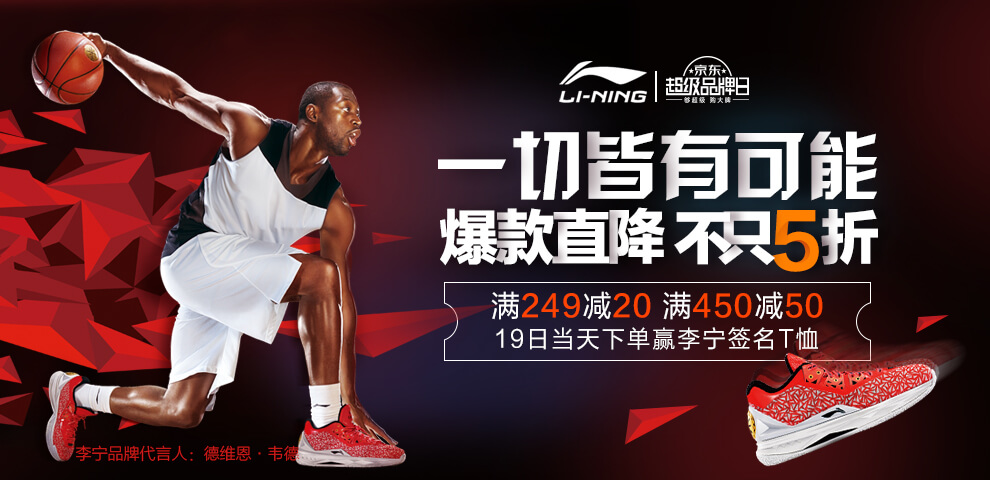 LI-NING
京东
超级品牌日
够超级 购大牌
一切皆有可能
爆款直降 不只5折
满249减20 满450减50
19日当天下单赢李宁签名T恤
李宁品牌代言人：德维恩·韦德